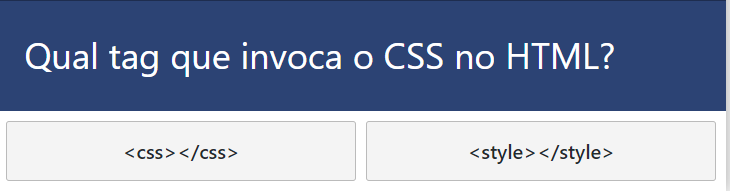 Qual tag que invoca o CSS no HTML?
<css></css>
<style></style>